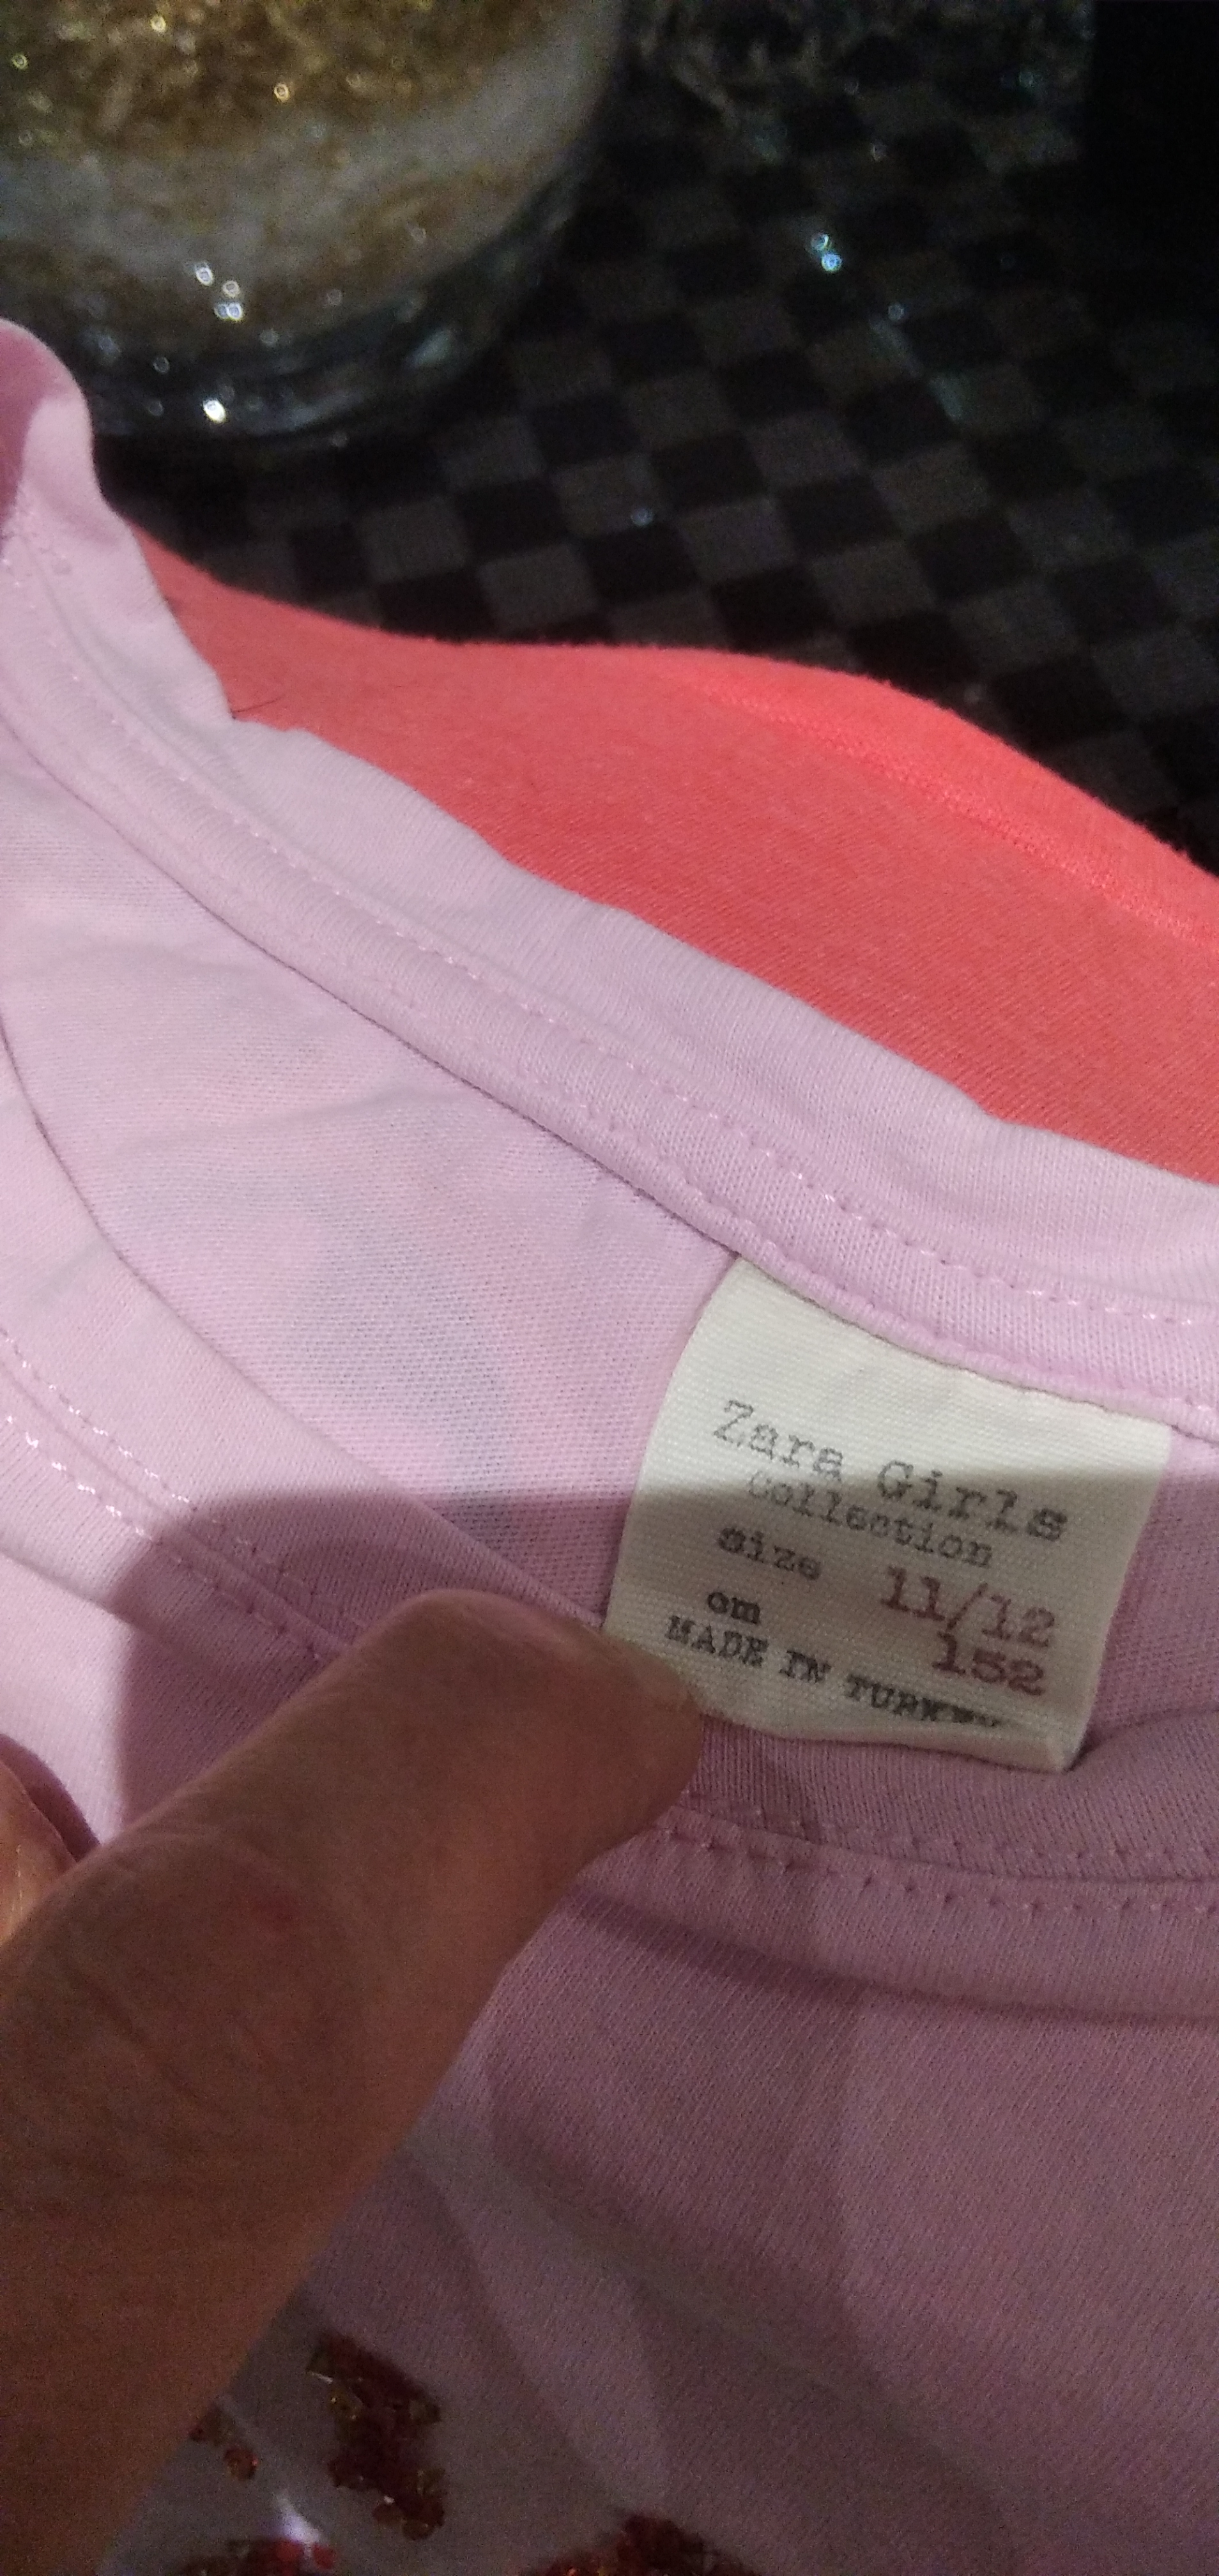 Zara Girls
Collection
size 11/12
cm 152
MADE IN